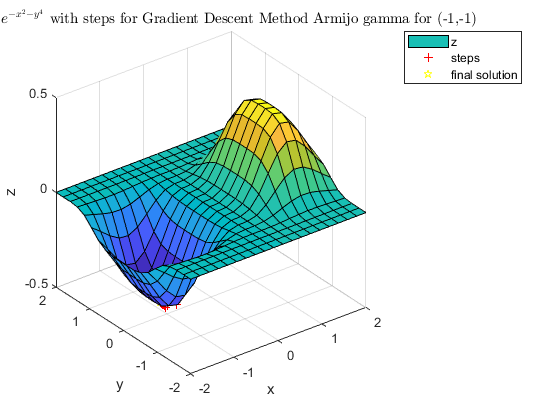 e^{-x^2-y^4} with steps for Gradient Descent Method Armijo gamma for (-1,-1)
z
steps
final solution
0.5
0
-0.5
z
2
1
0
-1
-2
y
-2
-1
0
1
2
x